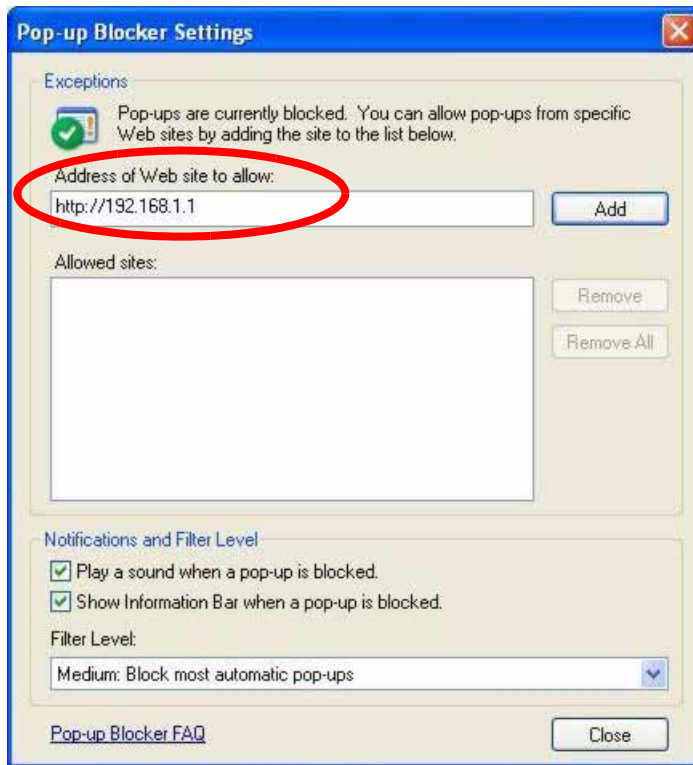 Pop-up Blocker Settings
Exceptions
Pop-ups are currently blocked. You can allow pop-ups from specific
Web sites by adding the site to the list below.
Address of Web site to allow:
http://192.168.1.1
Add
Allowed sites:
Remove
Remove All
Notifications and Filter Level
Play a sound when a pop-up is blocked.
Show Information Bar when a pop-up is blocked.
Filter Level:
Medium: Block most automatic pop-ups
Pop-up Blocker FAQ
Close